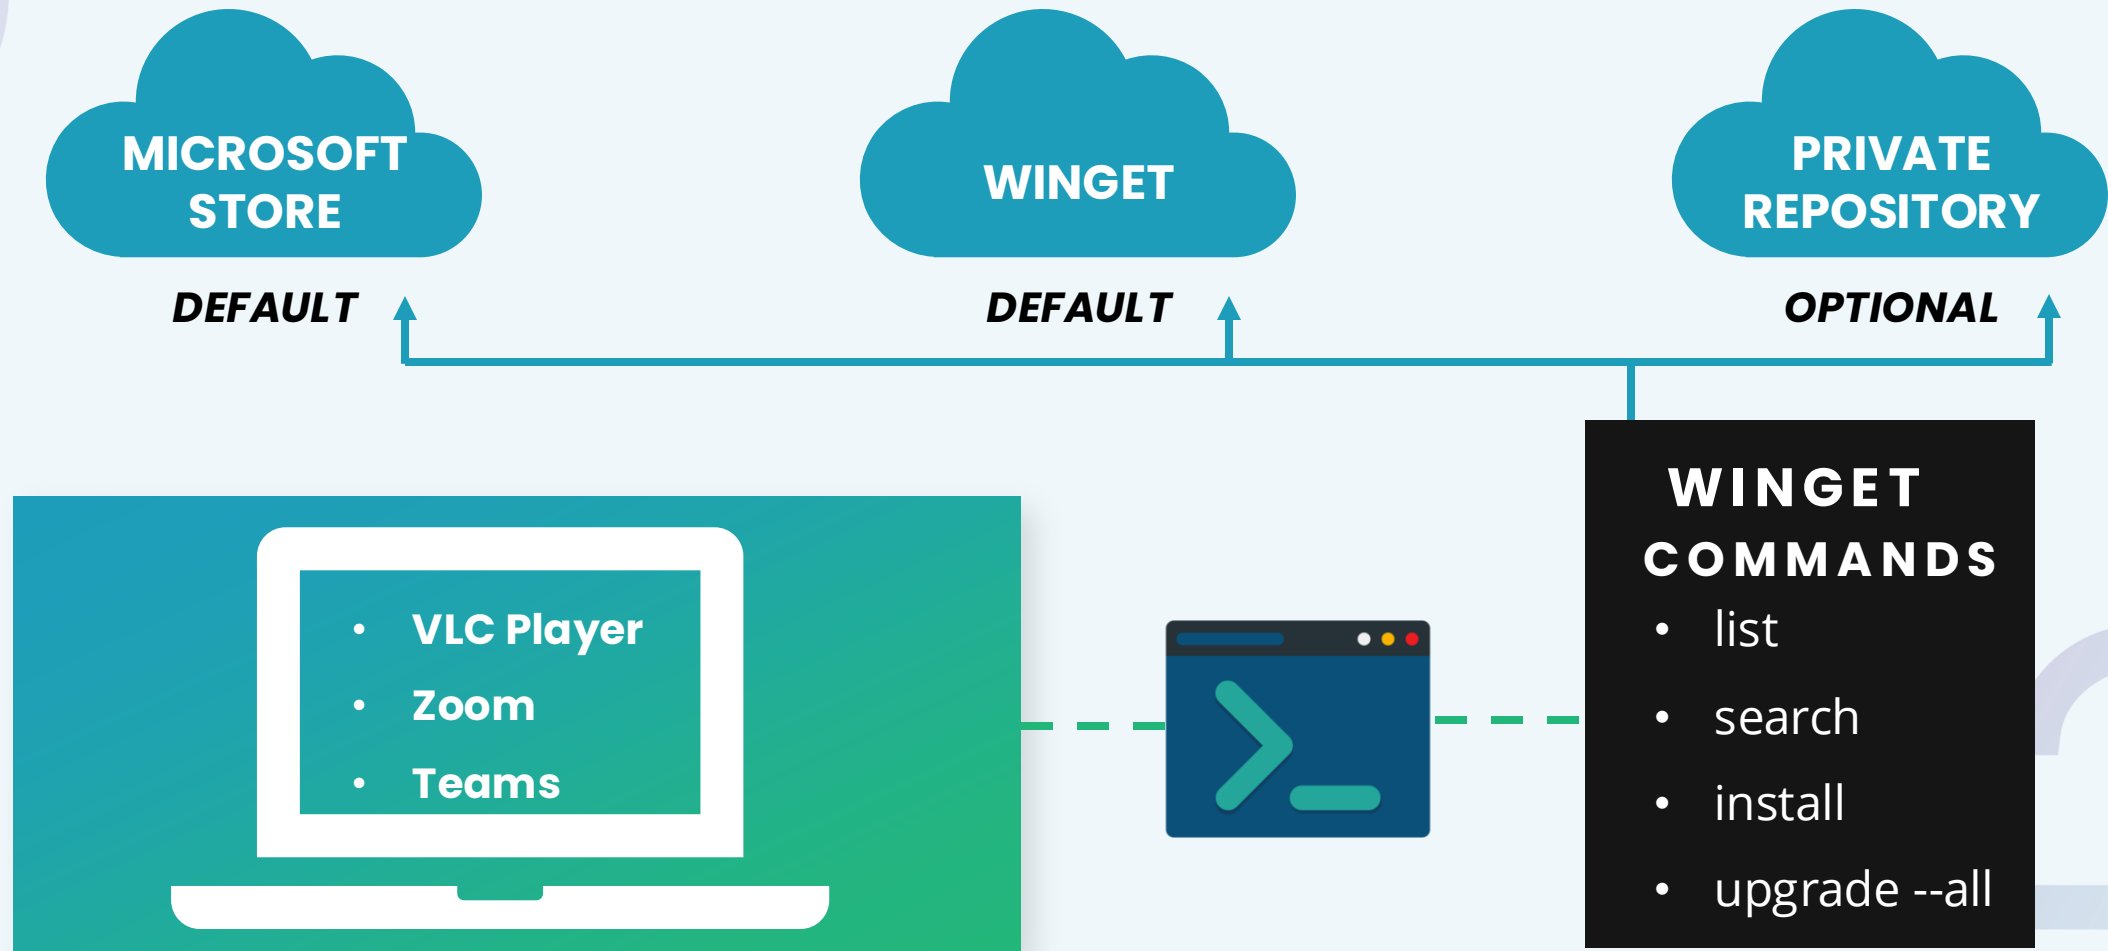 MICROSOFT
STORE
WINGET
PRIVATE
REPOSITORY
DEFAULT
DEFAULT
OPTIONAL
• VLC Player
• Zoom
• Teams
WINGET
COMMANDS
• list
• search
• install
• upgrade --all